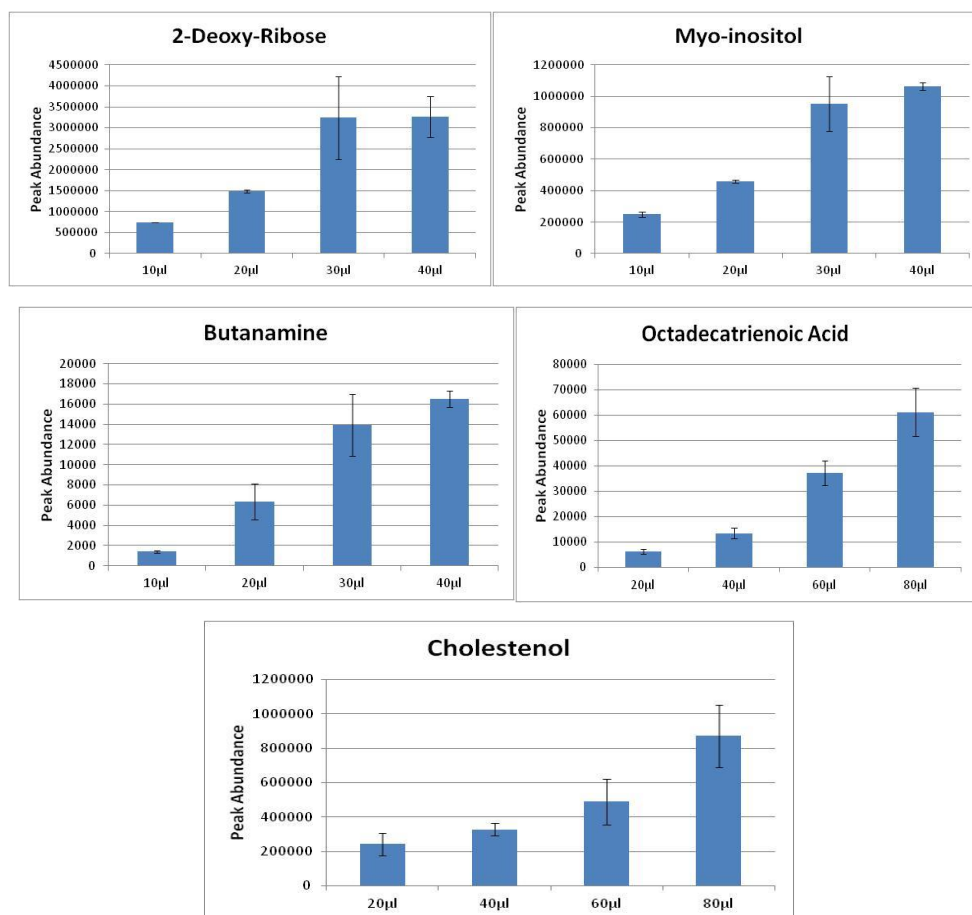 2-Deoxy-Ribose
Peak Abundance
4500000
4000000
3500000
3000000
2500000
2000000
1500000
1000000
500000
0
10µl 20µl 30µl 40µl
Myo-inositol
Peak Abundance
1200000
1000000
800000
600000
400000
200000
0
10µl 20µl 30µl 40µl
Butanamine
Peak Abundance
20000
18000
16000
14000
12000
10000
8000
6000
4000
2000
0
10µl 20µl 30µl 40µl
Octadecatrienoic Acid
Peak Abundance
80000
70000
60000
50000
40000
30000
20000
10000
0
20µl 40µl 60µl 80µl
Cholestenol
Peak Abundance
1200000
1000000
800000
600000
400000
200000
0
20µl 40µl 60µl 80µl